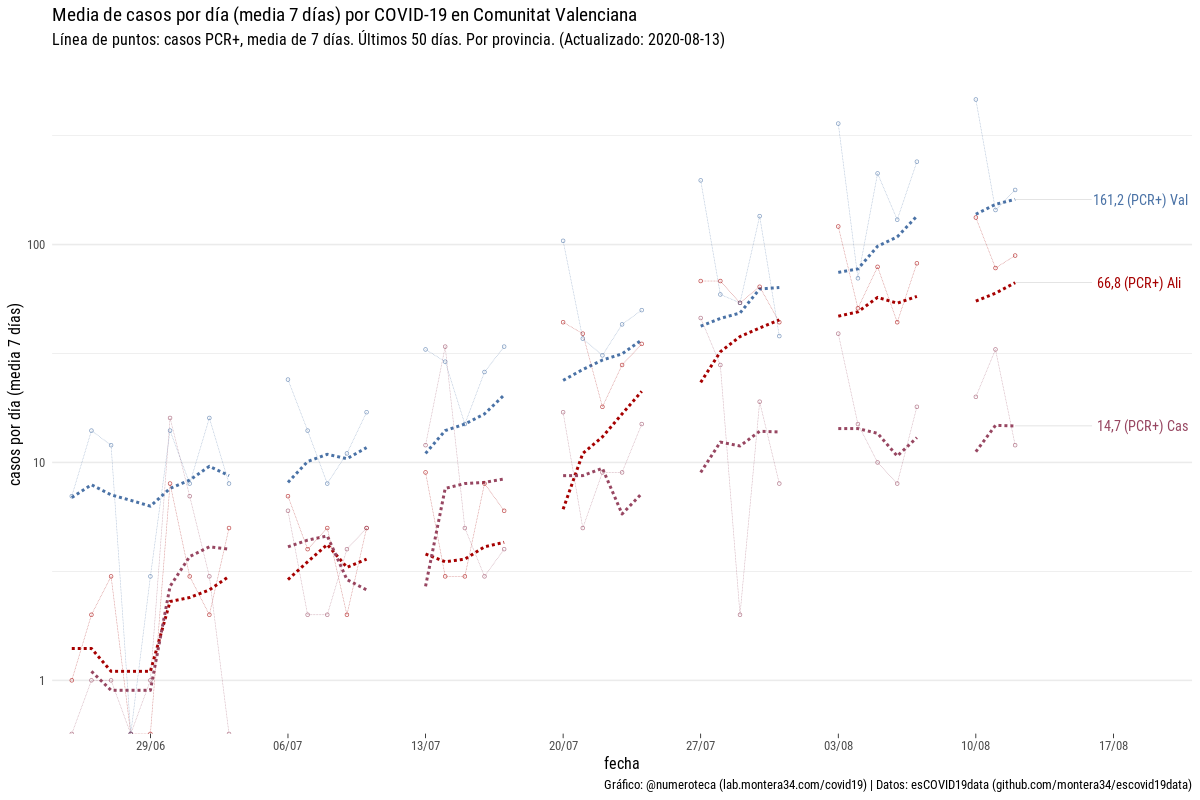 Media de casos por día (media 7 días) por COVID-19 en Comunitat Valenciana
Línea de puntos: casos PCR+, media de 7 días. Últimos 50 días. Por provincia. (Actualizado: 2020-08-13)
casos por día (media 7 días)
161,2 (PCR+) Val
100
66,8 (PCR+) Ali
14,7 (PCR+) Cas
10
1
29/06 06/07 13/07 20/07 27/07 03/08 10/08 17/08
fecha
Gráfico: @numeroteca (lab.montera34.com/covid19) | Datos: esCOVID19data (github.com/montera34/escovid19data)